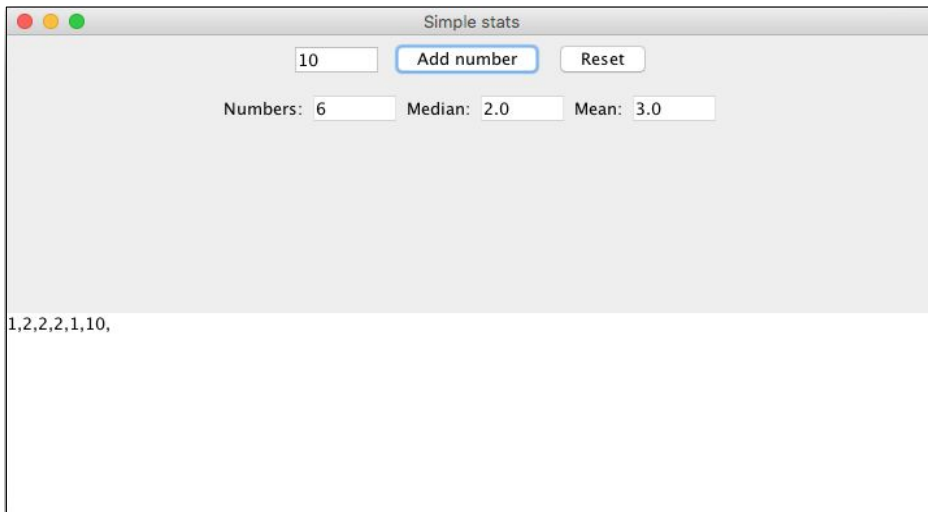 Simple stats
10 Add number Reset
Numbers: 6 Median: 2.0 Mean: 3.0
1,2,2,2,1,10,